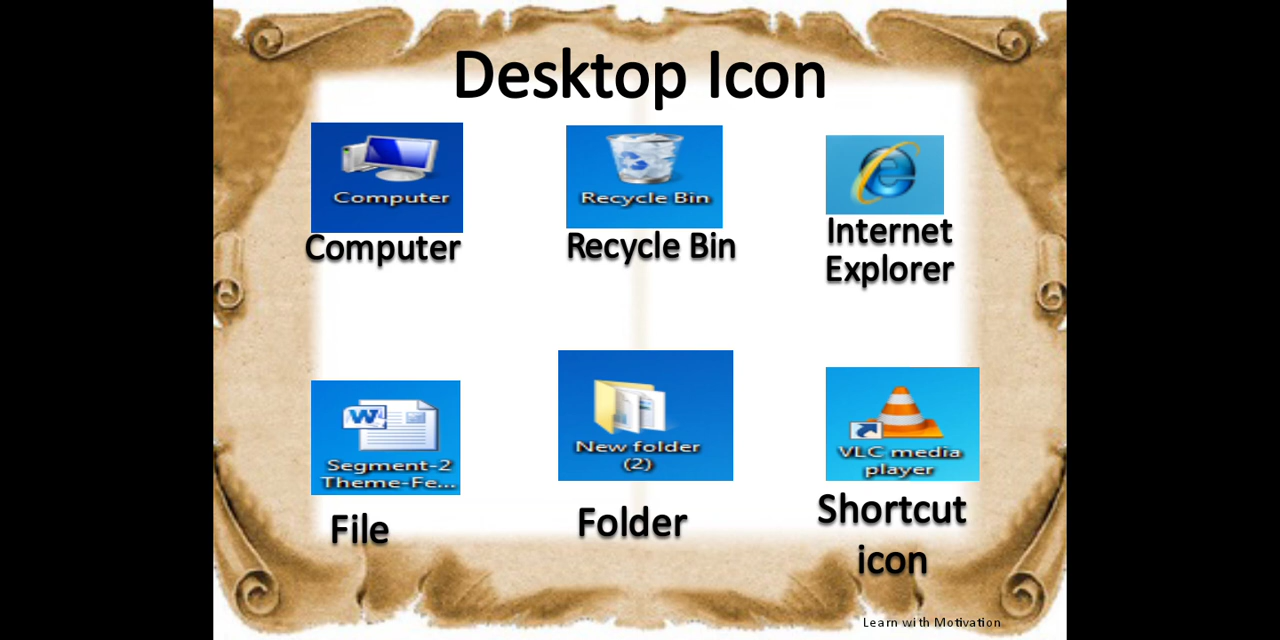 Desktop Icon
Computer
Recycle Bin
Computer
Recycle Bin
Internet
Explorer
W
Segment-2
Theme-Fe...
New folder
(2)
VLC media
player
File
Folder
Shortcut
icon
Learn with Motivation